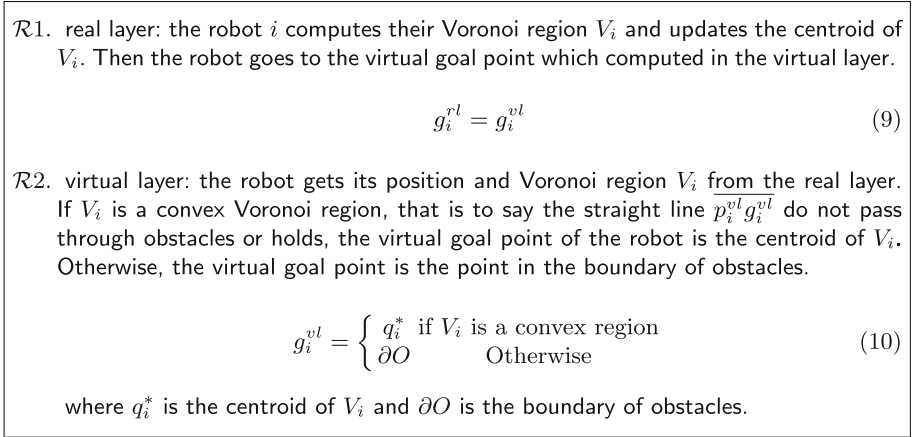 R1. real layer: the robot i computes their Voronoi region V_i and updates the centroid of
V_i. Then the robot goes to the virtual goal point which computed in the virtual layer.
g_i^{rl} = g_i^{vl} (9)
R2. virtual layer: the robot gets its position and Voronoi region V_i from the real layer.
If V_i is a convex Voronoi region, that is to say the straight line \overline{p_i^{vl} g_i^{vl}} do not pass
through obstacles or holds, the virtual goal point of the robot is the centroid of V_i.
Otherwise, the virtual goal point is the point in the boundary of obstacles.
g_i^{vl} = { q_i^* if V_i is a convex region
∂O Otherwise (10)
where q_i^* is the centroid of V_i and ∂O is the boundary of obstacles.